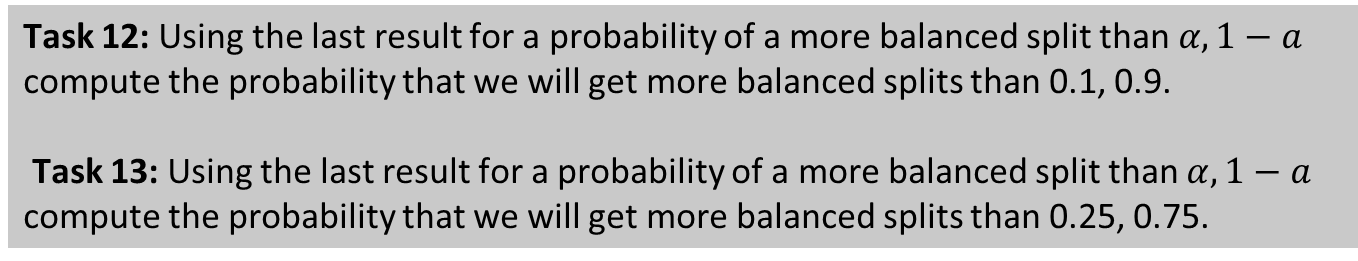 Task 12: Using the last result for a probability of a more balanced split than α, 1 − a
compute the probability that we will get more balanced splits than 0.1, 0.9.
Task 13: Using the last result for a probability of a more balanced split than α, 1 − a
compute the probability that we will get more balanced splits than 0.25, 0.75.